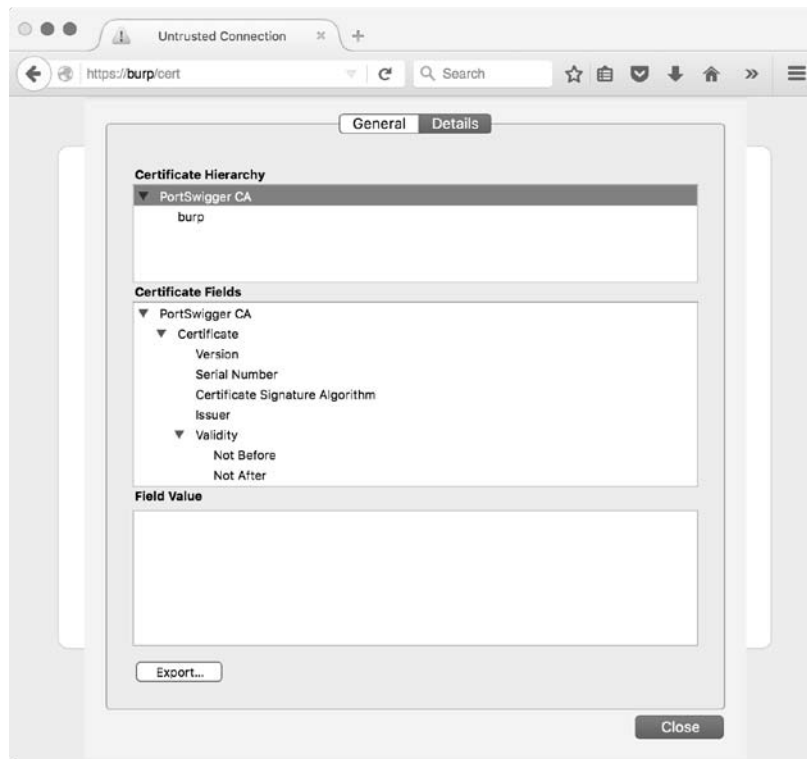 Untrusted Connection
https://burp/cert
Search
General Details
Certificate Hierarchy
PortSwigger CA
burp
Certificate Fields
PortSwigger CA
Certificate
Version
Serial Number
Certificate Signature Algorithm
Issuer
Validity
Not Before
Not After
Field Value
Export...
Close